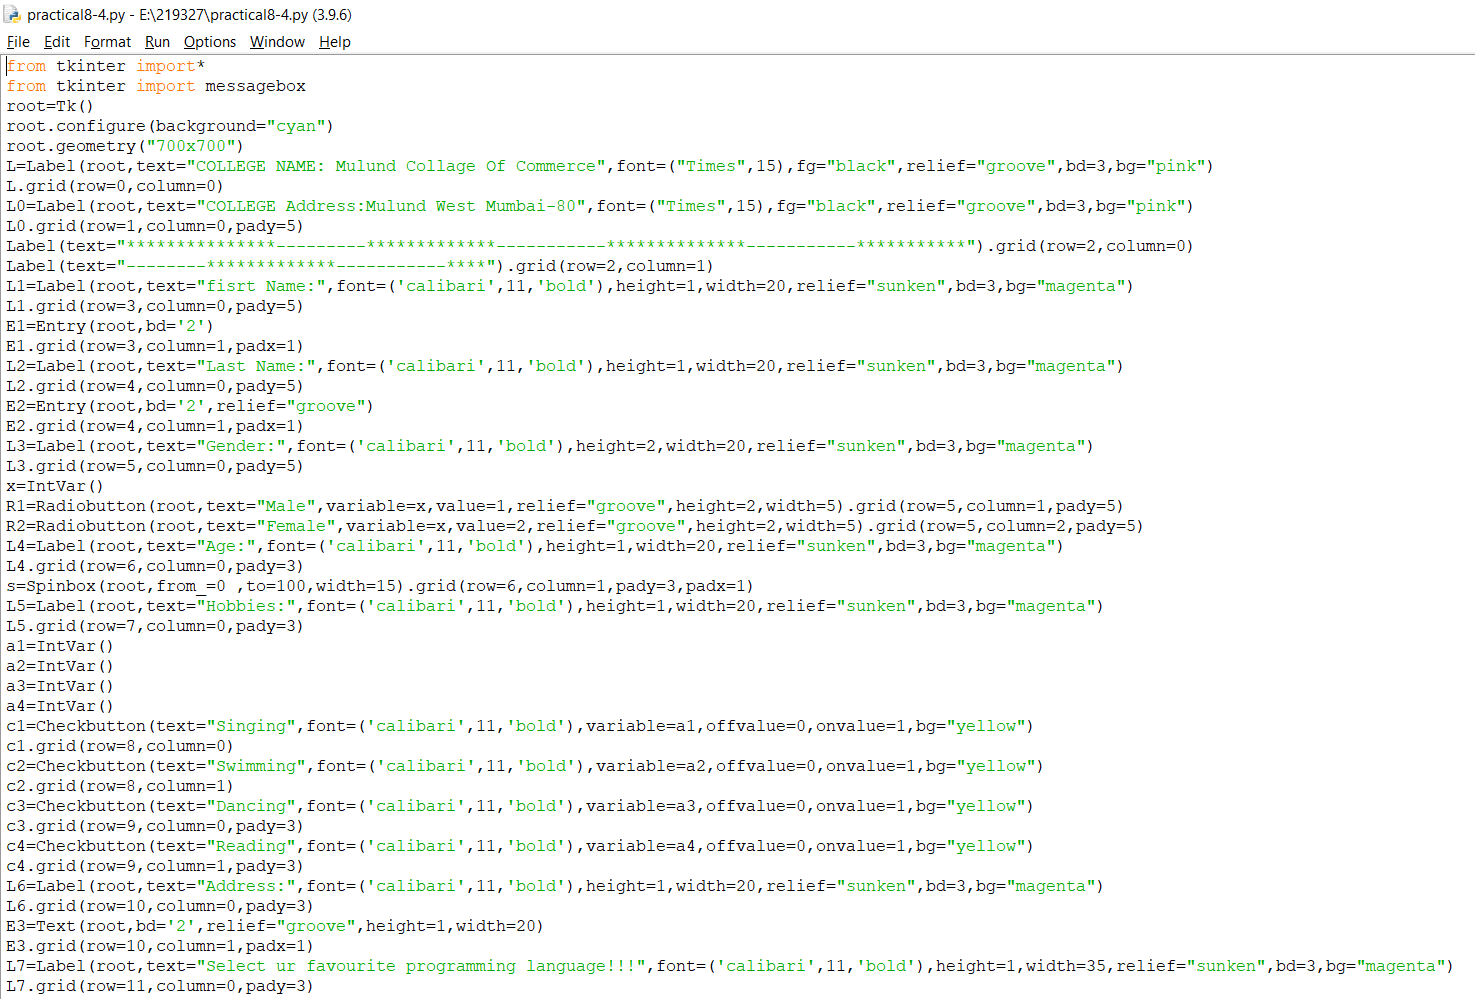 practical8-4.py - E:\219327\practical8-4.py (3.9.6)
File Edit Format Run Options Window Help
from tkinter import*
from tkinter import messagebox
root=Tk()
root.configure(background="cyan")
root.geometry("700x700")
L=Label(root,text="COLLEGE NAME: Mulund Collage Of Commerce",font=("Times",15),fg="black",relief="groove",bd=3,bg="pink")
L.grid(row=0,column=0)
L0=Label(root,text="COLLEGE Address:Mulund West Mumbai-80",font=("Times",15),fg="black",relief="groove",bd=3,bg="pink")
L0.grid(row=1,column=0,pady=5)
Label(text="***************---------*************-----------**************-----------***********").grid(row=2,column=0)
Label(text="--------*************-----------****").grid(row=2,column=1)
L1=Label(root,text="fisrt Name:",font=('calibari',11,'bold'),height=1,width=20,relief="sunken",bd=3,bg="magenta")
L1.grid(row=3,column=0,pady=5)
E1=Entry(root,bd='2')
E1.grid(row=3,column=1,padx=1)
L2=Label(root,text="Last Name:",font=('calibari',11,'bold'),height=1,width=20,relief="sunken",bd=3,bg="magenta")
L2.grid(row=4,column=0,pady=5)
E2=Entry(root,bd='2',relief="groove")
E2.grid(row=4,column=1,padx=1)
L3=Label(root,text="Gender:",font=('calibari',11,'bold'),height=2,width=20,relief="sunken",bd=3,bg="magenta")
L3.grid(row=5,column=0,pady=5)
x=IntVar()
R1=Radiobutton(root,text="Male",variable=x,value=1,relief="groove",height=2,width=5).grid(row=5,column=1,pady=5)
R2=Radiobutton(root,text="Female",variable=x,value=2,relief="groove",height=2,width=5).grid(row=5,column=2,pady=5)
L4=Label(root,text="Age:",font=('calibari',11,'bold'),height=1,width=20,relief="sunken",bd=3,bg="magenta")
L4.grid(row=6,column=0,pady=3)
s=Spinbox(root,from_=0 ,to=100,width=15).grid(row=6,column=1,pady=3,padx=1)
L5=Label(root,text="Hobbies:",font=('calibari',11,'bold'),height=1,width=20,relief="sunken",bd=3,bg="magenta")
L5.grid(row=7,column=0,pady=3)
a1=IntVar()
a2=IntVar()
a3=IntVar()
a4=IntVar()
c1=Checkbutton(text="Singing",font=('calibari',11,'bold'),variable=a1,offvalue=0,onvalue=1,bg="yellow")
c1.grid(row=8,column=0)
c2=Checkbutton(text="Swimming",font=('calibari',11,'bold'),variable=a2,offvalue=0,onvalue=1,bg="yellow")
c2.grid(row=8,column=1)
c3=Checkbutton(text="Dancing",font=('calibari',11,'bold'),variable=a3,offvalue=0,onvalue=1,bg="yellow")
c3.grid(row=9,column=0,pady=3)
c4=Checkbutton(text="Reading",font=('calibari',11,'bold'),variable=a4,offvalue=0,onvalue=1,bg="yellow")
c4.grid(row=9,column=1,pady=3)
L6=Label(root,text="Address:",font=('calibari',11,'bold'),height=1,width=20,relief="sunken",bd=3,bg="magenta")
L6.grid(row=10,column=0,pady=3)
E3=Text(root,bd='2',relief="groove",height=1,width=20)
E3.grid(row=10,column=1,padx=1)
L7=Label(root,text="Select ur favourite programming language!!!",font=('calibari',11,'bold'),height=1,width=35,relief="sunken",bd=3,bg="magenta")
L7.grid(row=11,column=0,pady=3)